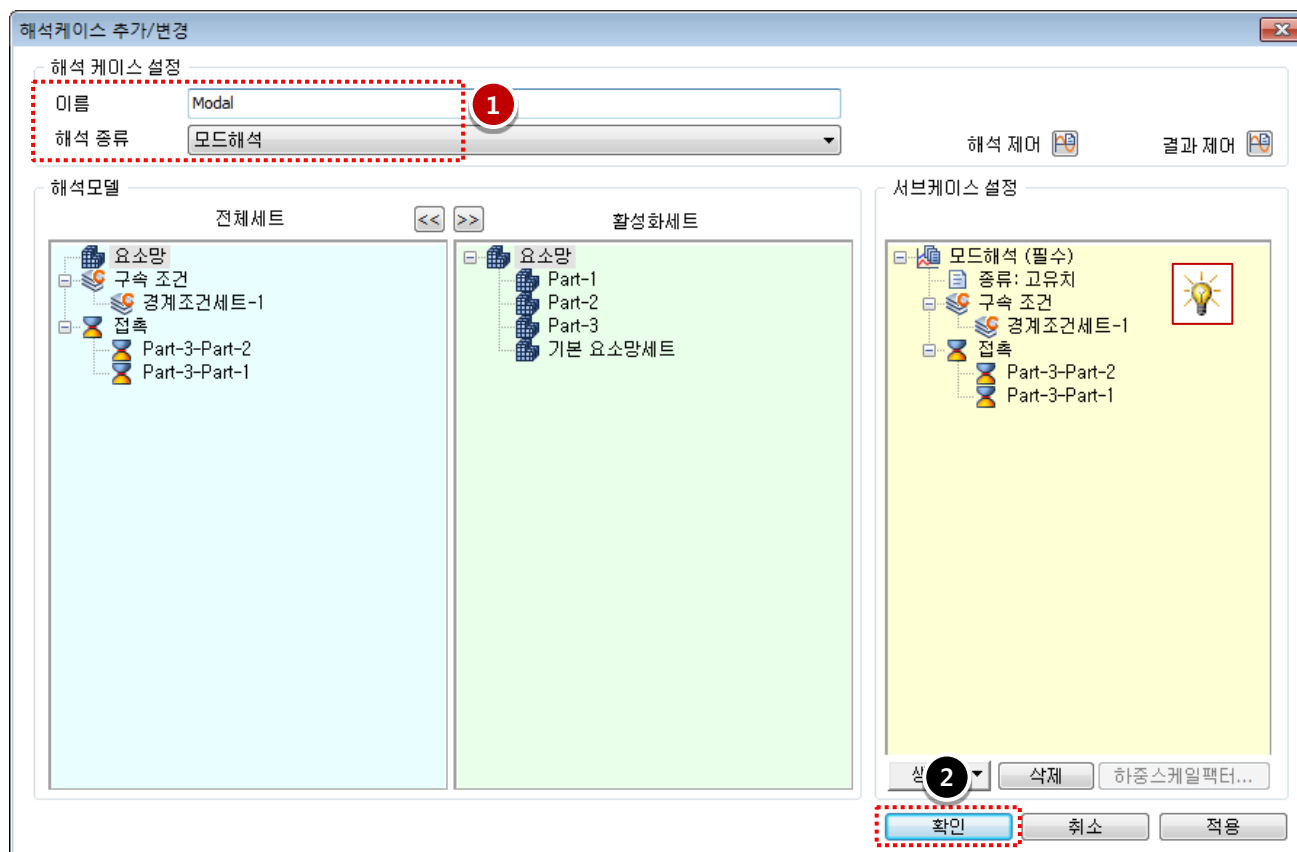 해석케이스 추가/변경
해석 케이스 설정
이름 Modal
1
해석 종류 모드해석
해석 제어 결과 제어
해석모델
전체세트 << >> 활성화세트
요소망
구속 조건
경계조건세트-1
접촉
Part-3-Part-2
Part-3-Part-1
요소망
Part-1
Part-2
Part-3
기본 요소망세트
서브케이스 설정
모드해석 (필수)
종류: 고유치
구속 조건
경계조건세트-1
접촉
Part-3-Part-2
Part-3-Part-1
2 삭제 하중스케일팩터...
확인 취소 적용